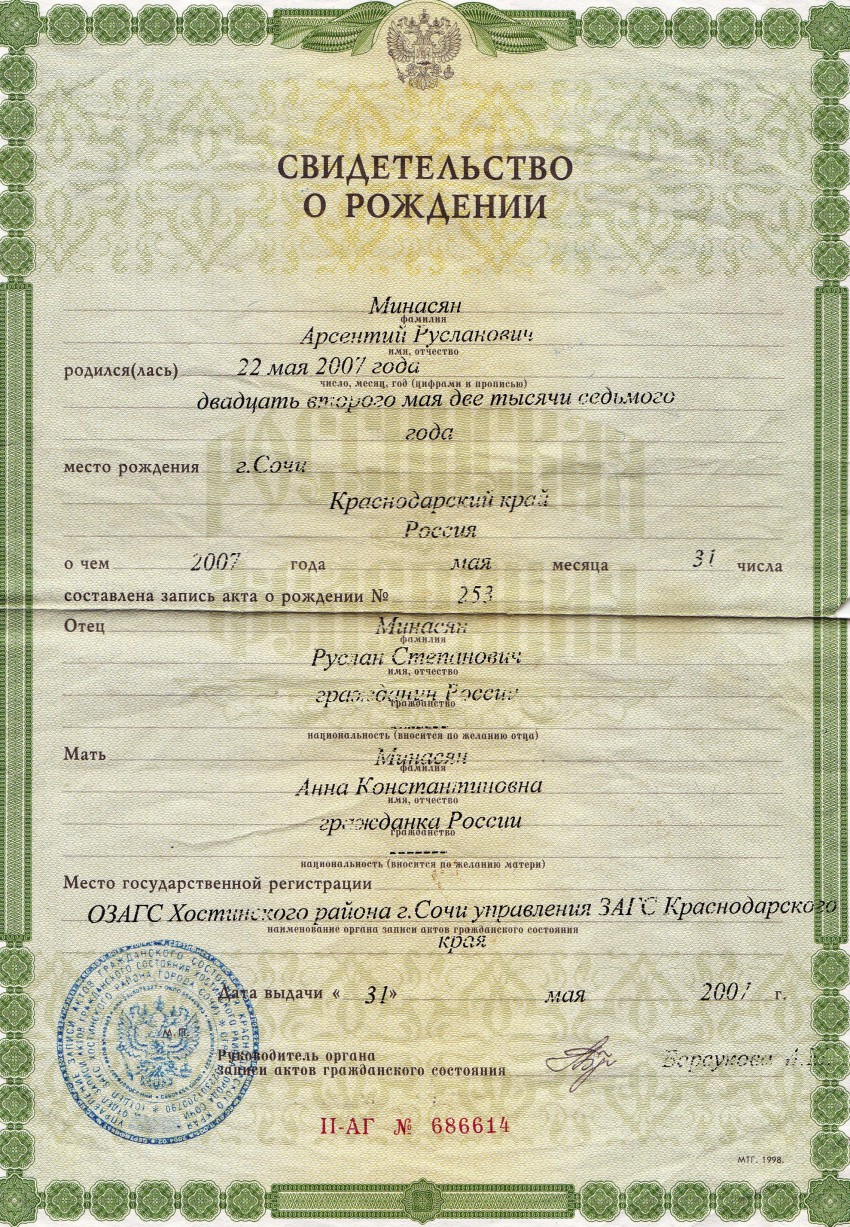 СВИДЕТЕЛЬСТВО
О РОЖДЕНИИ
Минасян
фамилия
Арсентий Русланович
имя, отчество
родился(лась) 22 мая 2007 года
число, месяц, год (цифрами и прописью)
двадцать второго мая две тысячи седьмого
года
место рождения г.Сочи
Краснодарский край
Россия
о чем 2007 года мая месяца 31 числа
составлена запись акта о рождении № 253
Отец Минасян
фамилия
Руслан Степанович
имя, отчество
гражданин России
гражданство
-------
национальность (вносится по желанию отца)
Мать Минасян
фамилия
Анна Константиновна
имя, отчество
гражданка России
гражданство
-------
национальность (вносится по желанию матери)
Место государственной регистрации
ОЗАГС Хостинского района г.Сочи управления ЗАГС Краснодарского
наименование органа записи актов гражданского состояния
края
Дата выдачи « 31» мая 2007 г.
М.П.
Руководитель органа
записи актов гражданского состояния
II-АГ № 686614
МТГ. 1998.